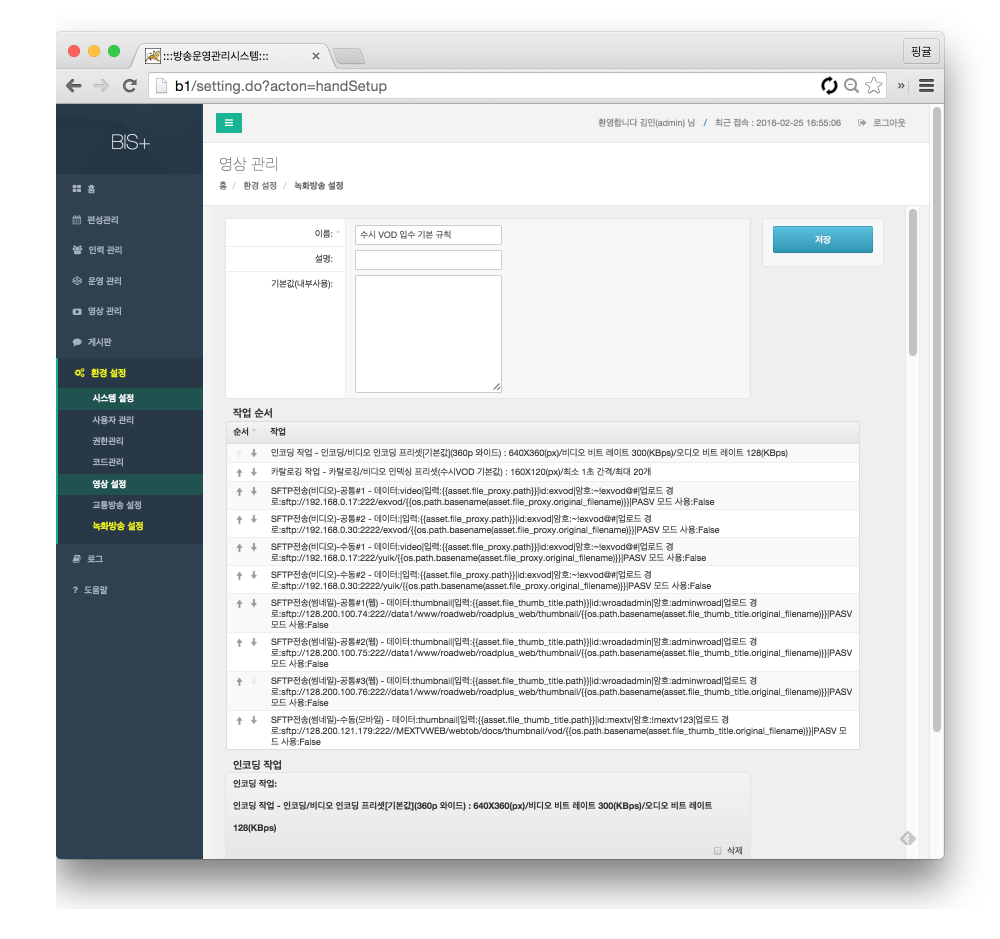 :::방송운영관리시스템:::
핑귤
b1/setting.do?acton=handSetup
»
BIS+
환영합니다 김민(admin) 님 / 최근 접속 : 2016-02-25 16:55:06 로그아웃
영상 관리
홈 / 환경 설정 / 녹화방송 설정
홈
편성관리
인력 관리
운영 관리
영상 관리
게시판
환경 설정
시스템 설정
사용자 관리
권한관리
코드관리
영상 설정
교통방송 설정
녹화방송 설정
로그
? 도움말
이름: * 수시 VOD 입수 기본 규칙
저장
설명:
기본값(내부사용):
작업 순서
순서 작업
인코딩 작업 - 인코딩/비디오 인코딩 프리셋[기본값](360p 와이드) : 640X360(px)/비디오 비트 레이트 300(KBps)/오디오 비트 레이트 128(KBps)
카탈로깅 작업 - 카탈로깅/비디오 인덱싱 프리셋(수시VOD 기본값) : 160X120(px)/최소 1초 간격/최대 20개
SFTP전송(비디오)-공통#1 - 데이터:video|입력:{{asset.file_proxy.path}}|id:exvod|암호:~!exvod@#|업로드 경
로:sftp://192.168.0.17:222/exvod/{{os.path.basename(asset.file_proxy.original_filename)}}|PASV 모드 사용:False
SFTP전송(비디오)-공통#2 - 데이터:|입력:{{asset.file_proxy.path}}|id:exvod|암호:~!exvod@#|업로드 경
로:sftp://192.168.0.30:2222/exvod/{{os.path.basename(asset.file_proxy.original_filename)}}|PASV 모드 사용:False
SFTP전송(비디오)-수동#1 - 데이터:video|입력:{{asset.file_proxy.path}}|id:exvod|암호:~!exvod@#|업로드 경
로:sftp://192.168.0.17:222/yuik/{{os.path.basename(asset.file_proxy.original_filename)}}|PASV 모드 사용:False
SFTP전송(비디오)-수동#2 - 데이터:|입력:{{asset.file_proxy.path}}|id:exvod|암호:~!exvod@#|업로드 경
로:sftp://192.168.0.30:2222/yuik/{{os.path.basename(asset.file_proxy.original_filename)}}|PASV 모드 사용:False
SFTP전송(썸네일)-공통#1(웹) - 데이터:thumbnail|입력:{{asset.file_thumb_title.path}}|id:wroadadmin|암호:adminwroad|업로드 경
로:sftp://128.200.100.74:222//data1/www/roadweb/roadplus_web/thumbnail/{{os.path.basename(asset.file_thumb_title.original_filename)}}|PASV
모드 사용:False
SFTP전송(썸네일)-공통#2(웹) - 데이터:thumbnail|입력:{{asset.file_thumb_title.path}}|id:wroadadmin|암호:adminwroad|업로드 경
로:sftp://128.200.100.75:222//data1/www/roadweb/roadplus_web/thumbnail/{{os.path.basename(asset.file_thumb_title.original_filename)}}|PASV
모드 사용:False
SFTP전송(썸네일)-공통#3(웹) - 데이터:thumbnail|입력:{{asset.file_thumb_title.path}}|id:wroadadmin|암호:adminwroad|업로드 경
로:sftp://128.200.100.76:222//data1/www/roadweb/roadplus_web/thumbnail/{{os.path.basename(asset.file_thumb_title.original_filename)}}|PASV
모드 사용:False
SFTP전송(썸네일)-수동(모바일) - 데이터:thumbnail|입력:{{asset.file_thumb_title.path}}|id:mextv|암호:!mextv123|업로드 경
로:sftp://128.200.121.179:222//MEXTVWEB/webtob/docs/thumbnail/vod/{{os.path.basename(asset.file_thumb_title.original_filename)}}|PASV 모
드 사용:False
인코딩 작업
인코딩 작업:
인코딩 작업 - 인코딩/비디오 인코딩 프리셋[기본값](360p 와이드) : 640X360(px)/비디오 비트 레이트 300(KBps)/오디오 비트 레이트
128(KBps)
삭제